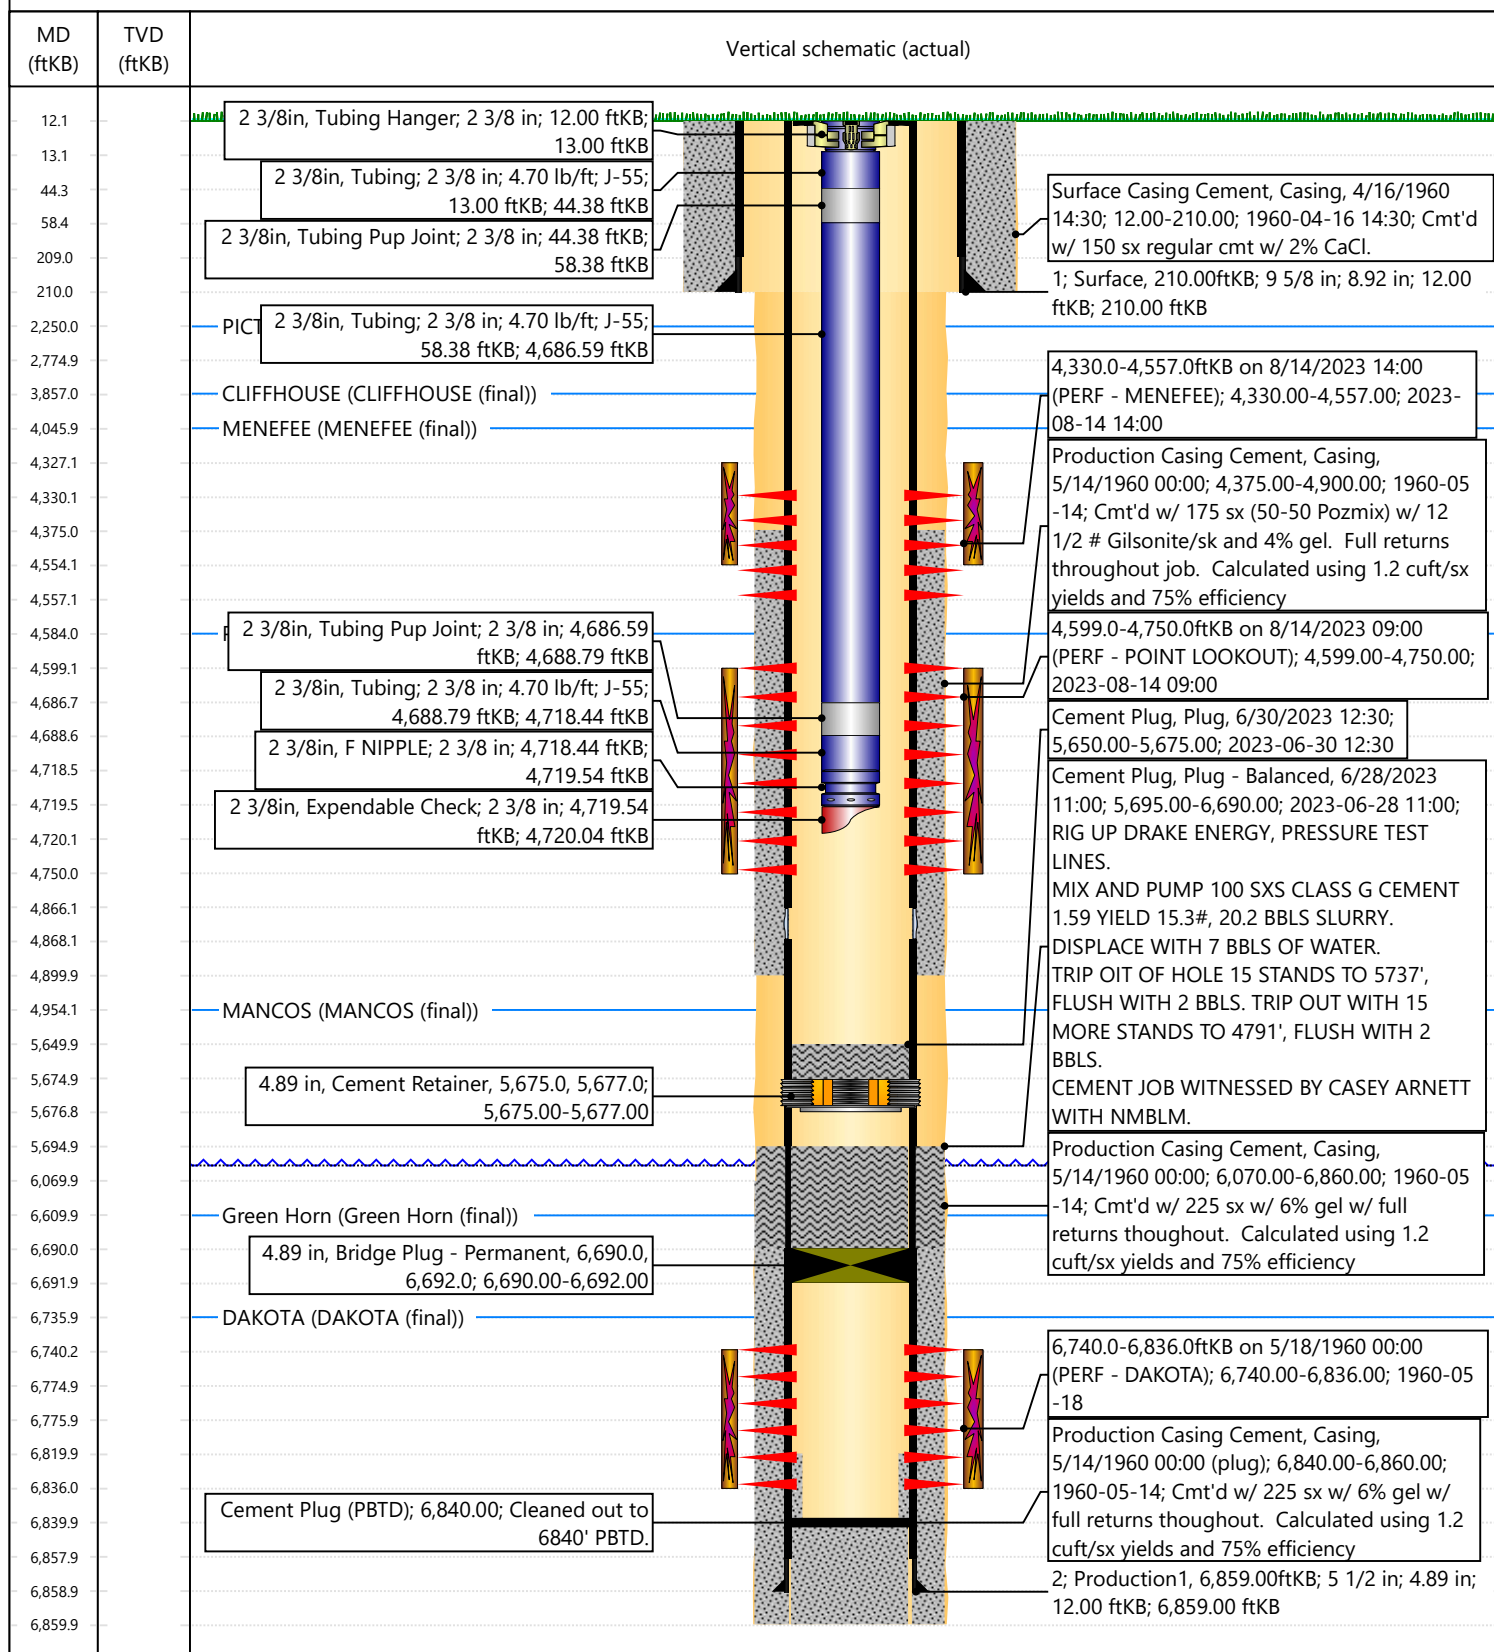 MD
(ftKB)
TVD
(ftKB)
Vertical schematic (actual)
12.1
13.1
44.3
58.4
209.0
210.0
2,250.0
2,774.9
3,857.0
4,045.9
4,327.1
4,330.1
4,375.0
4,554.1
4,557.1
4,584.0
4,599.1
4,686.7
4,688.6
4,718.5
4,719.5
4,720.1
4,750.0
4,866.1
4,868.1
4,899.9
4,954.1
5,649.9
5,674.9
5,676.8
5,694.9
6,069.9
6,609.9
6,690.0
6,691.9
6,735.9
6,740.2
6,774.9
6,775.9
6,819.9
6,836.0
6,839.9
6,857.9
6,858.9
6,859.9
2 3/8in, Tubing Hanger; 2 3/8 in; 12.00 ftKB;
13.00 ftKB
2 3/8in, Tubing; 2 3/8 in; 4.70 lb/ft; J-55;
13.00 ftKB; 44.38 ftKB
2 3/8in, Tubing Pup Joint; 2 3/8 in; 44.38 ftKB;
58.38 ftKB
PICT
2 3/8in, Tubing; 2 3/8 in; 4.70 lb/ft; J-55;
58.38 ftKB; 4,686.59 ftKB
CLIFFHOUSE (CLIFFHOUSE (final))
MENEFEE (MENEFEE (final))
2 3/8in, Tubing Pup Joint; 2 3/8 in; 4,686.59
ftKB; 4,688.79 ftKB
2 3/8in, Tubing; 2 3/8 in; 4.70 lb/ft; J-55;
4,688.79 ftKB; 4,718.44 ftKB
2 3/8in, F NIPPLE; 2 3/8 in; 4,718.44 ftKB;
4,719.54 ftKB
2 3/8in, Expendable Check; 2 3/8 in; 4,719.54
ftKB; 4,720.04 ftKB
MANCOS (MANCOS (final))
4.89 in, Cement Retainer, 5,675.0, 5,677.0;
5,675.00-5,677.00
Green Horn (Green Horn (final))
4.89 in, Bridge Plug - Permanent, 6,690.0,
6,692.0; 6,690.00-6,692.00
DAKOTA (DAKOTA (final))
Cement Plug (PBTD); 6,840.00; Cleaned out to
6840' PBTD.
Surface Casing Cement, Casing, 4/16/1960
14:30; 12.00-210.00; 1960-04-16 14:30; Cmt'd
w/ 150 sx regular cmt w/ 2% CaCl.
1; Surface, 210.00ftKB; 9 5/8 in; 8.92 in; 12.00
ftKB; 210.00 ftKB
4,330.0-4,557.0ftKB on 8/14/2023 14:00
(PERF - MENEFEE); 4,330.00-4,557.00; 2023-
08-14 14:00
Production Casing Cement, Casing,
5/14/1960 00:00; 4,375.00-4,900.00; 1960-05
-14; Cmt'd w/ 175 sx (50-50 Pozmix) w/ 12
1/2 # Gilsonite/sk and 4% gel.  Full returns
throughout job.  Calculated using 1.2 cuft/sx
yields and 75% efficiency
4,599.0-4,750.0ftKB on 8/14/2023 09:00
(PERF - POINT LOOKOUT); 4,599.00-4,750.00;
2023-08-14 09:00
Cement Plug, Plug, 6/30/2023 12:30;
5,650.00-5,675.00; 2023-06-30 12:30
Cement Plug, Plug - Balanced, 6/28/2023
11:00; 5,695.00-6,690.00; 2023-06-28 11:00;
RIG UP DRAKE ENERGY, PRESSURE TEST
LINES.
MIX AND PUMP 100 SXS CLASS G CEMENT
1.59 YIELD 15.3#, 20.2 BBLS SLURRY.
DISPLACE WITH 7 BBLS OF WATER.
TRIP OIT OF HOLE 15 STANDS TO 5737',
FLUSH WITH 2 BBLS. TRIP OUT WITH 15
MORE STANDS TO 4791', FLUSH WITH 2
BBLS.
CEMENT JOB WITNESSED BY CASEY ARNETT
WITH NMBLM.
Production Casing Cement, Casing,
5/14/1960 00:00; 6,070.00-6,860.00; 1960-05
-14; Cmt'd w/ 225 sx w/ 6% gel w/ full
returns thoughout.  Calculated using 1.2
cuft/sx yields and 75% efficiency
6,740.0-6,836.0ftKB on 5/18/1960 00:00
(PERF - DAKOTA); 6,740.00-6,836.00; 1960-05
-18
Production Casing Cement, Casing,
5/14/1960 00:00 (plug); 6,840.00-6,860.00;
1960-05-14; Cmt'd w/ 225 sx w/ 6% gel w/
full returns thoughout.  Calculated using 1.2
cuft/sx yields and 75% efficiency
2; Production1, 6,859.00ftKB; 5 1/2 in; 4.89 in;
12.00 ftKB; 6,859.00 ftKB